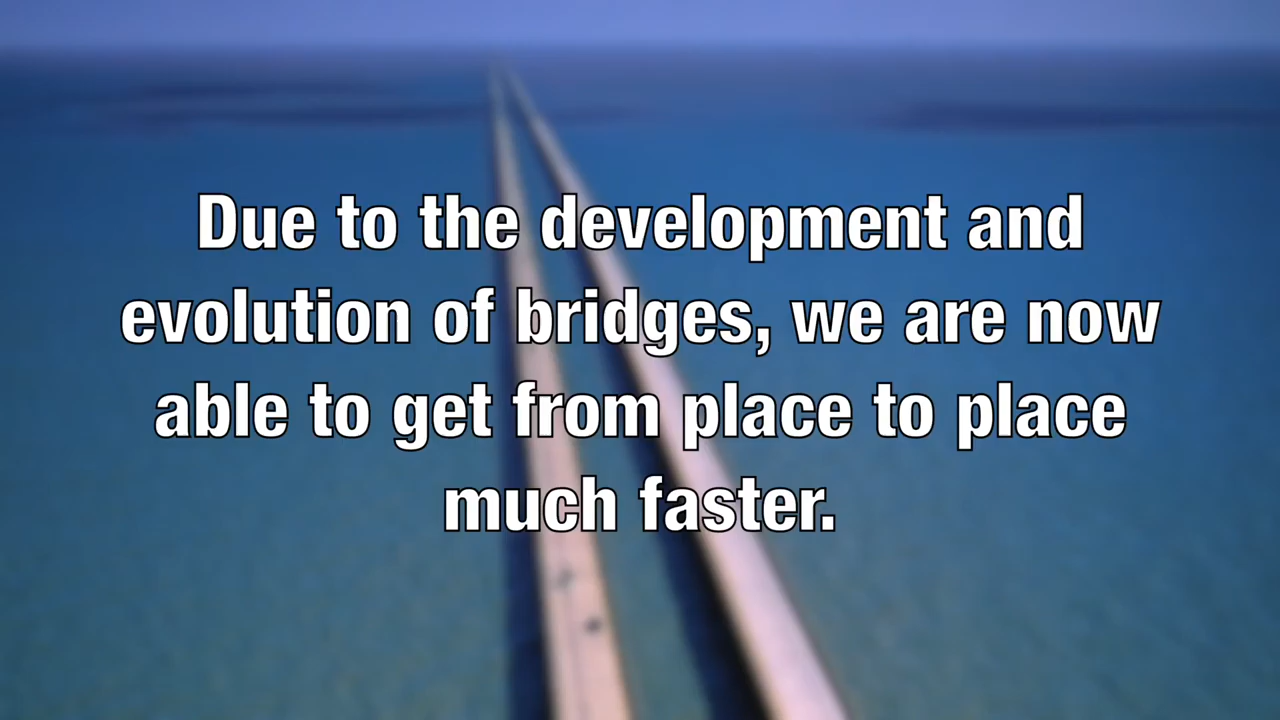 Due to the development and
evolution of bridges, we are now
able to get from place to place
much faster.